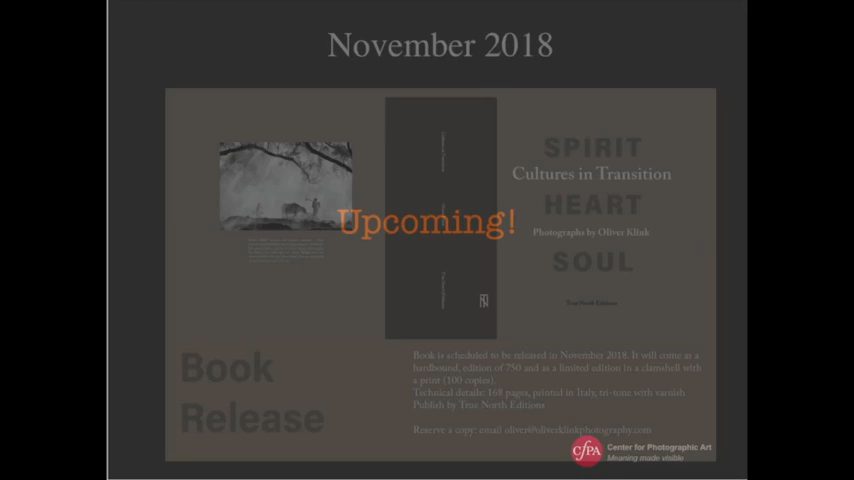 November 2018
SPIRIT
Cultures in Transition
HEART
Upcoming!
Photographs by Oliver Klink
SOUL
True North Editions
Book
Release
Book is scheduled to be released in November 2018. It will come as a
hardbound, edition of 750 and as a limited edition in a clamshell with
a print (100 copies).
Technical details: 168 pages, printed in Italy, tri-tone with varnish
Publish by True North Editions
Reserve a copy: email oliver@oliverklinkphotography.com
CfPA
Center for Photographic Art
Meaning made visible